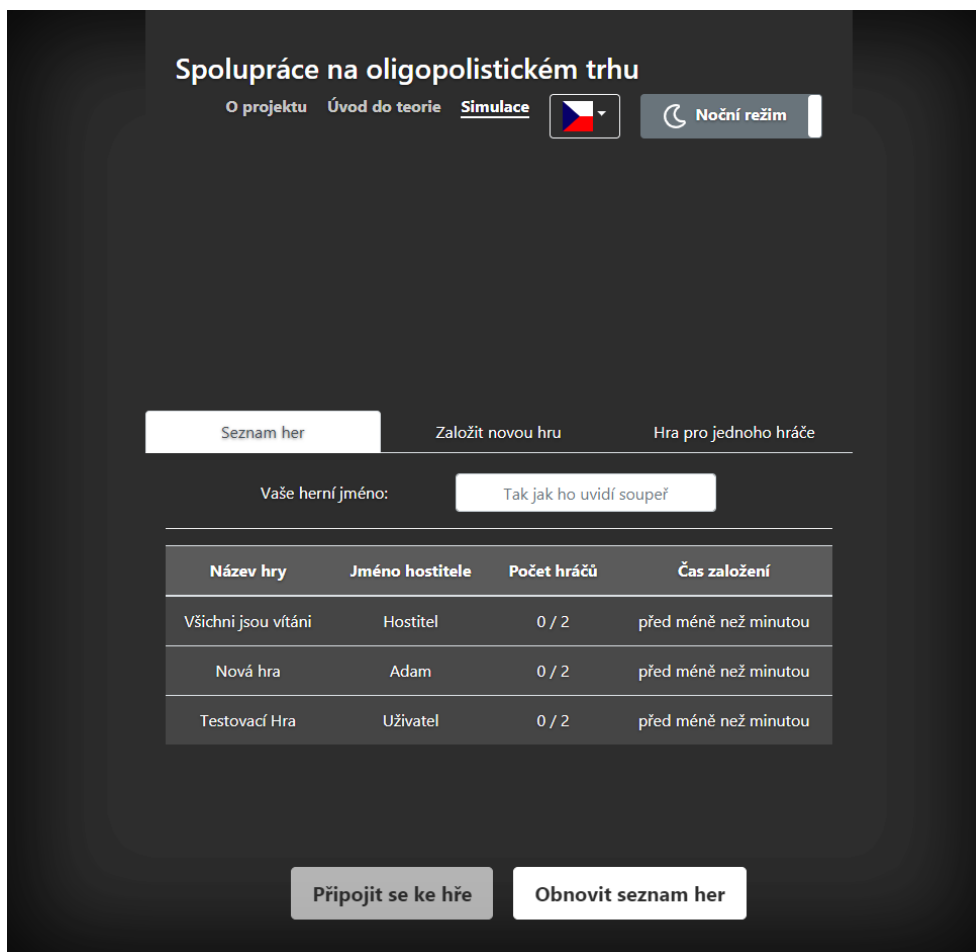 Spolupráce na oligopolistickém trhu
O projektu Úvod do teorie Simulace Noční režim
Seznam her Založit novou hru Hra pro jednoho hráče
Vaše herní jméno: Tak jak ho uvidí soupeř
Název hry Jméno hostitele Počet hráčů Čas založení
Všichni jsou vítáni Hostitel 0 / 2 před méně než minutou
Nová hra Adam 0 / 2 před méně než minutou
Testovací Hra Uživatel 0 / 2 před méně než minutou
Připojit se ke hře Obnovit seznam her